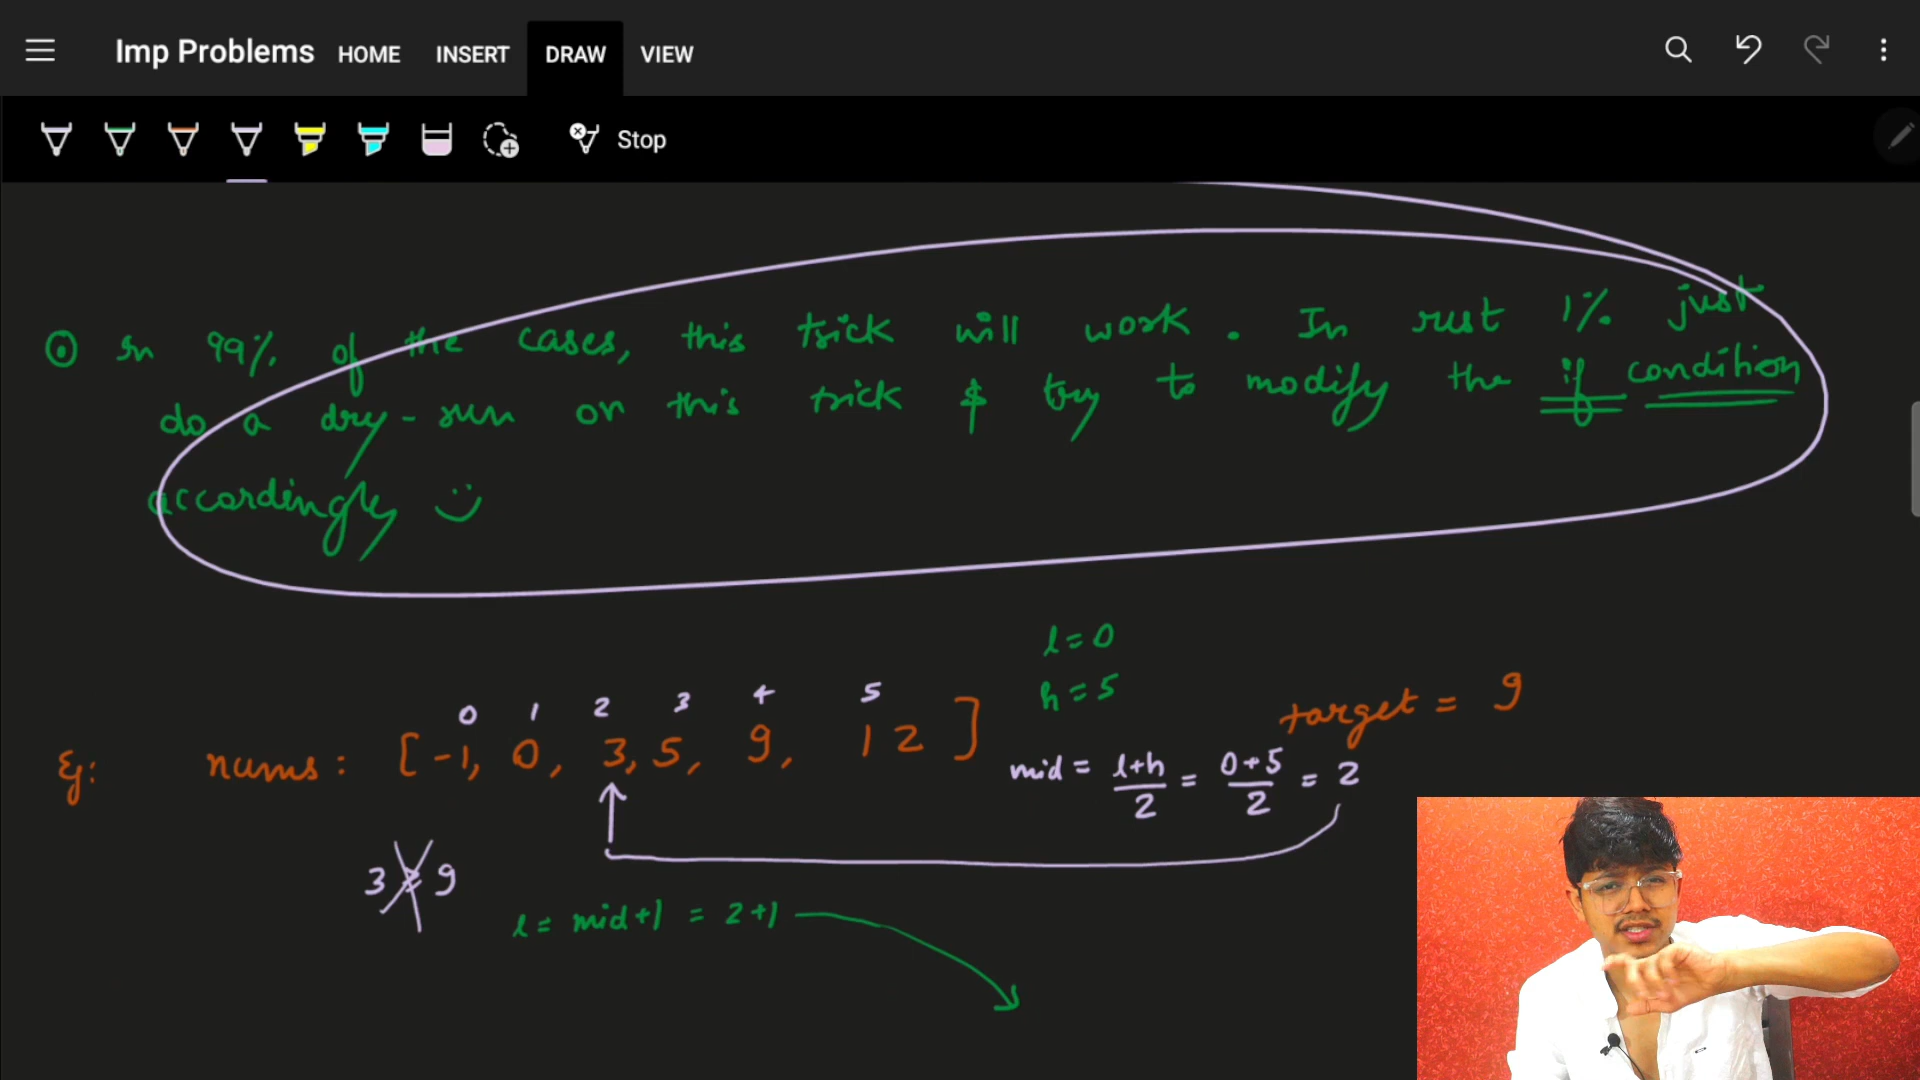 Imp Problems HOME INSERT DRAW VIEW
Stop
In 99% of the cases, this trick will work. In rest 1% just
do a dry-run on this trick & try to modify the if condition
accordingly
l=0
h=5
0 1 2 3 4 5
target = 9
Eg: nums: [-1, 0, 3, 5, 9, 12]
mid = l+h/2 = 0+5/2 = 2
3 9
l = mid+1 = 2+1